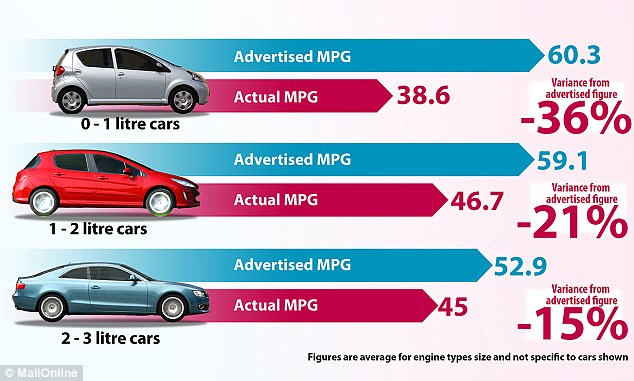 Advertised MPG
60.3
Actual MPG
38.6
Variance from
advertised figure
-36%
0 - 1 litre cars
Advertised MPG
59.1
Actual MPG
46.7
Variance from
advertised figure
-21%
1 - 2 litre cars
Advertised MPG
52.9
Actual MPG
45
Variance from
advertised figure
-15%
2 - 3 litre cars
Figures are average for engine types size and not specific to cars shown
© MailOnline